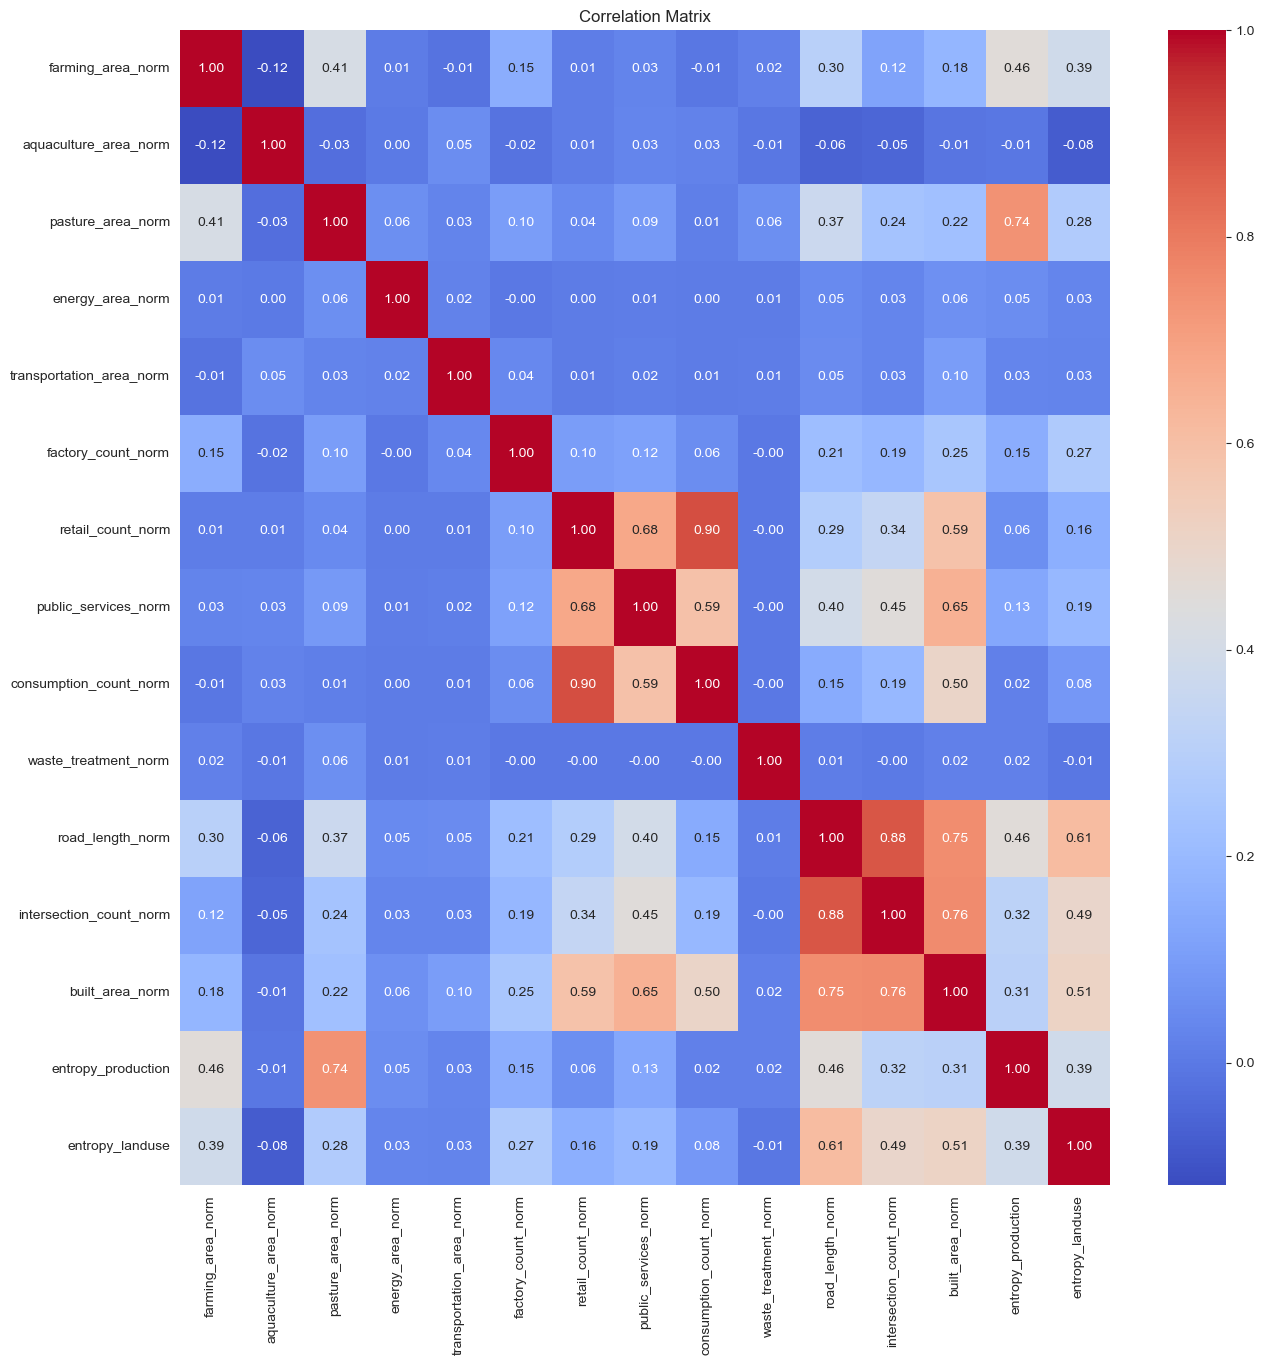 Correlation Matrix
farming_area_norm 1.00 -0.12 0.41 0.01 -0.01 0.15 0.01 0.03 -0.01 0.02 0.30 0.12 0.18 0.46 0.39
aquaculture_area_norm -0.12 1.00 -0.03 0.00 0.05 -0.02 0.01 0.03 0.03 -0.01 -0.06 -0.05 -0.01 -0.01 -0.08
pasture_area_norm 0.41 -0.03 1.00 0.06 0.03 0.10 0.04 0.09 0.01 0.06 0.37 0.24 0.22 0.74 0.28
energy_area_norm 0.01 0.00 0.06 1.00 0.02 -0.00 0.00 0.01 0.00 0.01 0.05 0.03 0.06 0.05 0.03
transportation_area_norm -0.01 0.05 0.03 0.02 1.00 0.04 0.01 0.02 0.01 0.01 0.05 0.03 0.10 0.03 0.03
factory_count_norm 0.15 -0.02 0.10 -0.00 0.04 1.00 0.10 0.12 0.06 -0.00 0.21 0.19 0.25 0.15 0.27
retail_count_norm 0.01 0.01 0.04 0.00 0.01 0.10 1.00 0.68 0.90 -0.00 0.29 0.34 0.59 0.06 0.16
public_services_norm 0.03 0.03 0.09 0.01 0.02 0.12 0.68 1.00 0.59 -0.00 0.40 0.45 0.65 0.13 0.19
consumption_count_norm -0.01 0.03 0.01 0.00 0.01 0.06 0.90 0.59 1.00 -0.00 0.15 0.19 0.50 0.02 0.08
waste_treatment_norm 0.02 -0.01 0.06 0.01 0.01 -0.00 -0.00 -0.00 -0.00 1.00 0.01 -0.00 0.02 0.02 -0.01
road_length_norm 0.30 -0.06 0.37 0.05 0.05 0.21 0.29 0.40 0.15 0.01 1.00 0.88 0.75 0.46 0.61
intersection_count_norm 0.12 -0.05 0.24 0.03 0.03 0.19 0.34 0.45 0.19 -0.00 0.88 1.00 0.76 0.32 0.49
built_area_norm 0.18 -0.01 0.22 0.06 0.10 0.25 0.59 0.65 0.50 0.02 0.75 0.76 1.00 0.31 0.51
entropy_production 0.46 -0.01 0.74 0.05 0.03 0.15 0.06 0.13 0.02 0.02 0.46 0.32 0.31 1.00 0.39
entropy_landuse 0.39 -0.08 0.28 0.03 0.03 0.27 0.16 0.19 0.08 -0.01 0.61 0.49 0.51 0.39 1.00
farming_area_norm
aquaculture_area_norm
pasture_area_norm
energy_area_norm
transportation_area_norm
factory_count_norm
retail_count_norm
public_services_norm
consumption_count_norm
waste_treatment_norm
road_length_norm
intersection_count_norm
built_area_norm
entropy_production
entropy_landuse
1.0
0.8
0.6
0.4
0.2
0.0